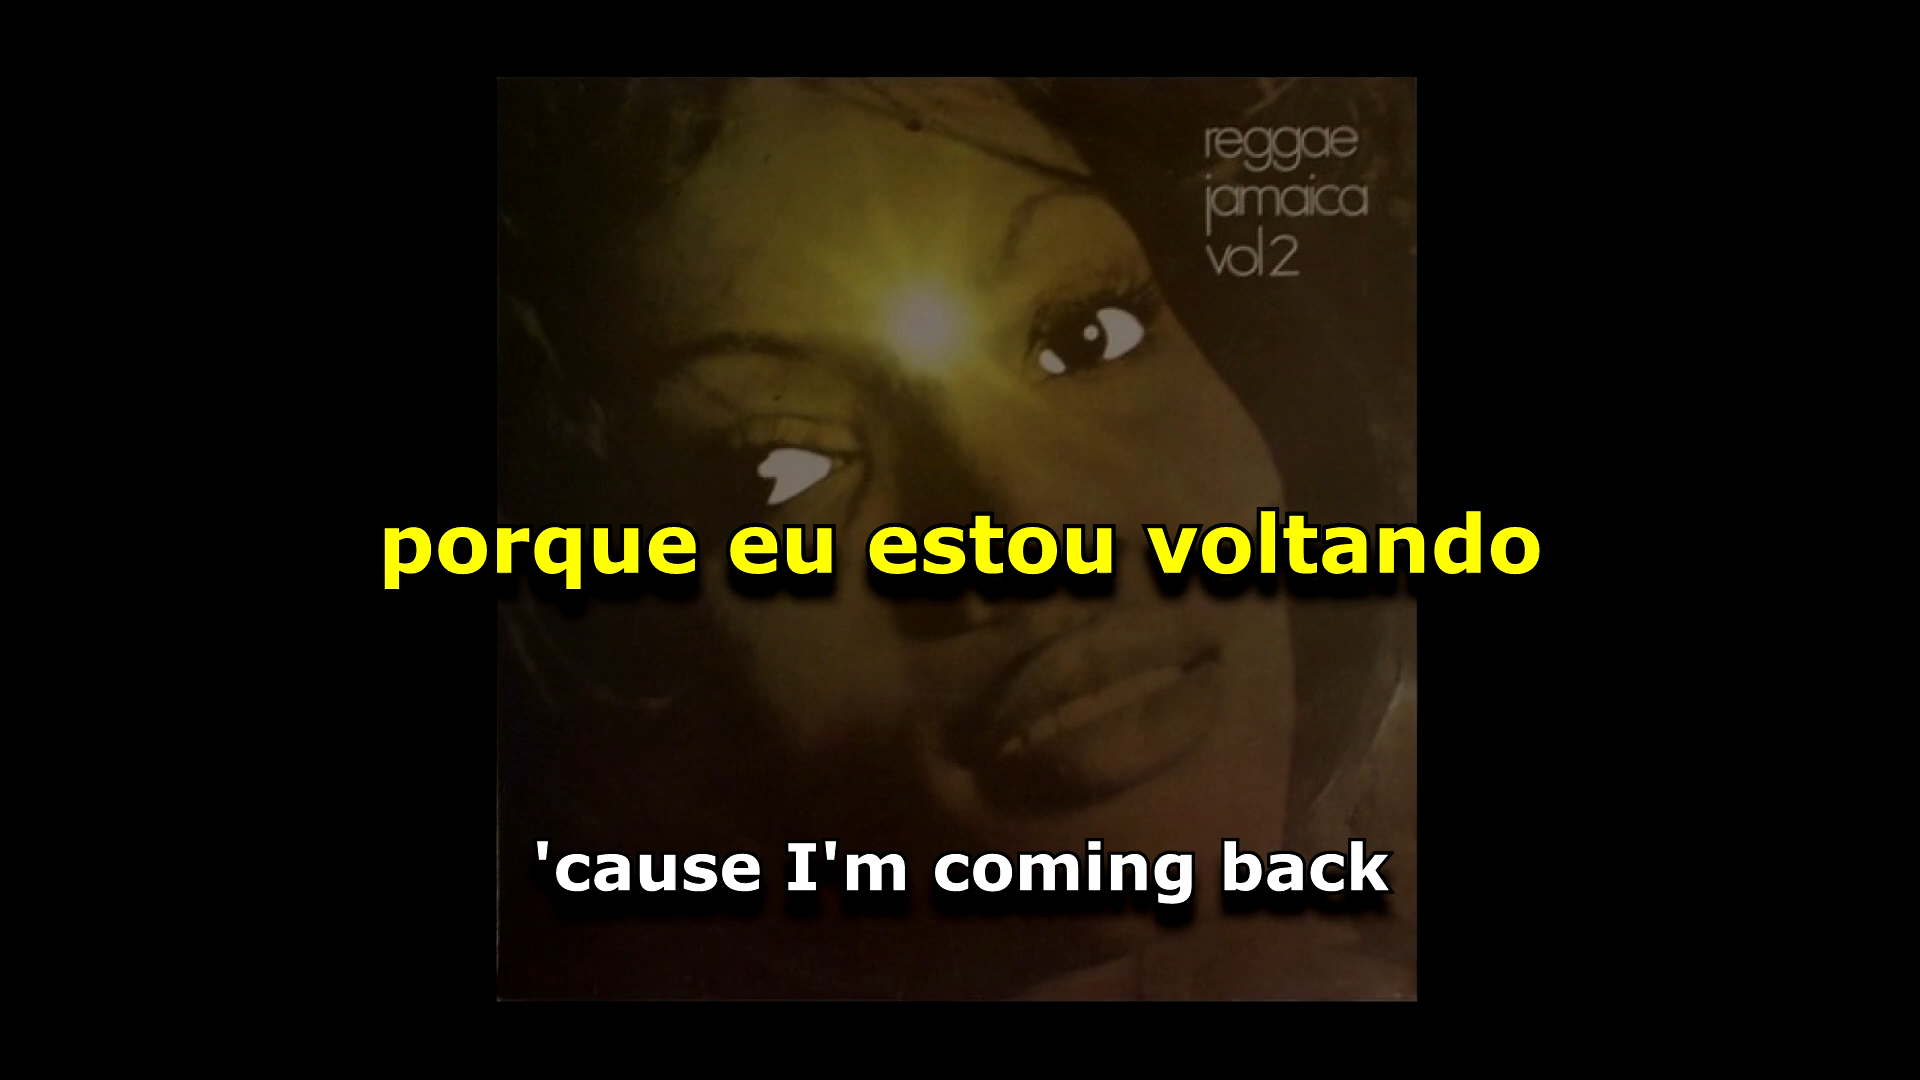 reggae
jamaica
vol 2
porque eu estou voltando
'cause I'm coming back